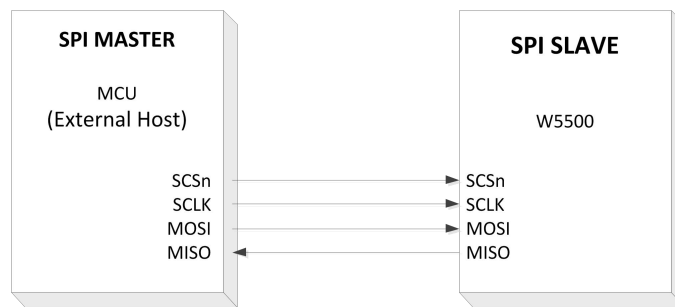 SPI MASTER
MCU
(External Host)
SCSn
SCLK
MOSI
MISO
SPI SLAVE
W5500
SCSn
SCLK
MOSI
MISO